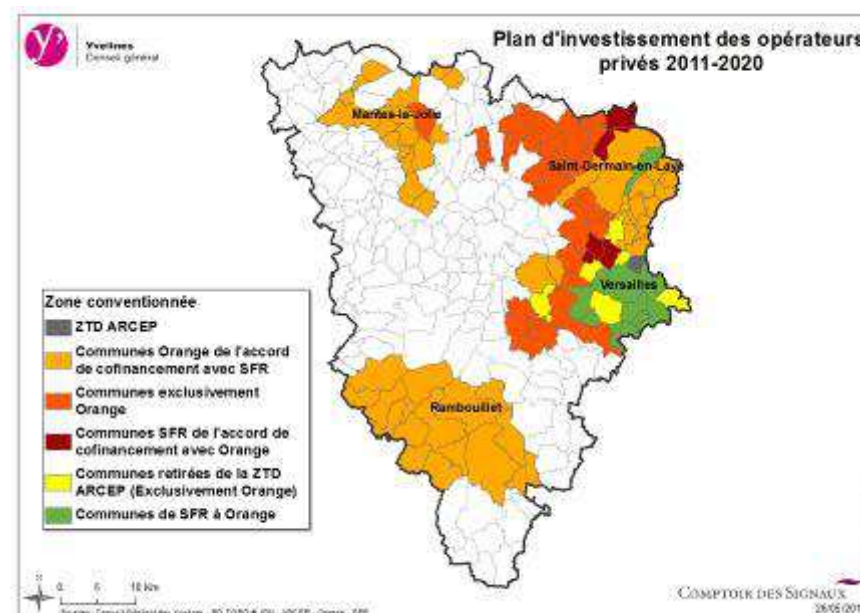 Yvelines
Conseil général
Plan d'investissement des opérateurs
privés 2011-2020
Mantes-la-Jolie
Saint-Germain-en-Laye
Versailles
Rambouillet
Zone conventionnée
ZTD ARCEP
Communes Orange de l'accord
de cofinancement avec SFR
Communes exclusivement
Orange
Communes SFR de l'accord de
cofinancement avec Orange
Communes retirées de la ZTD
ARCEP (Exclusivement Orange)
Communes de SFR à Orange
0 5 10 Km
COMPTOIR DES SIGNAUX